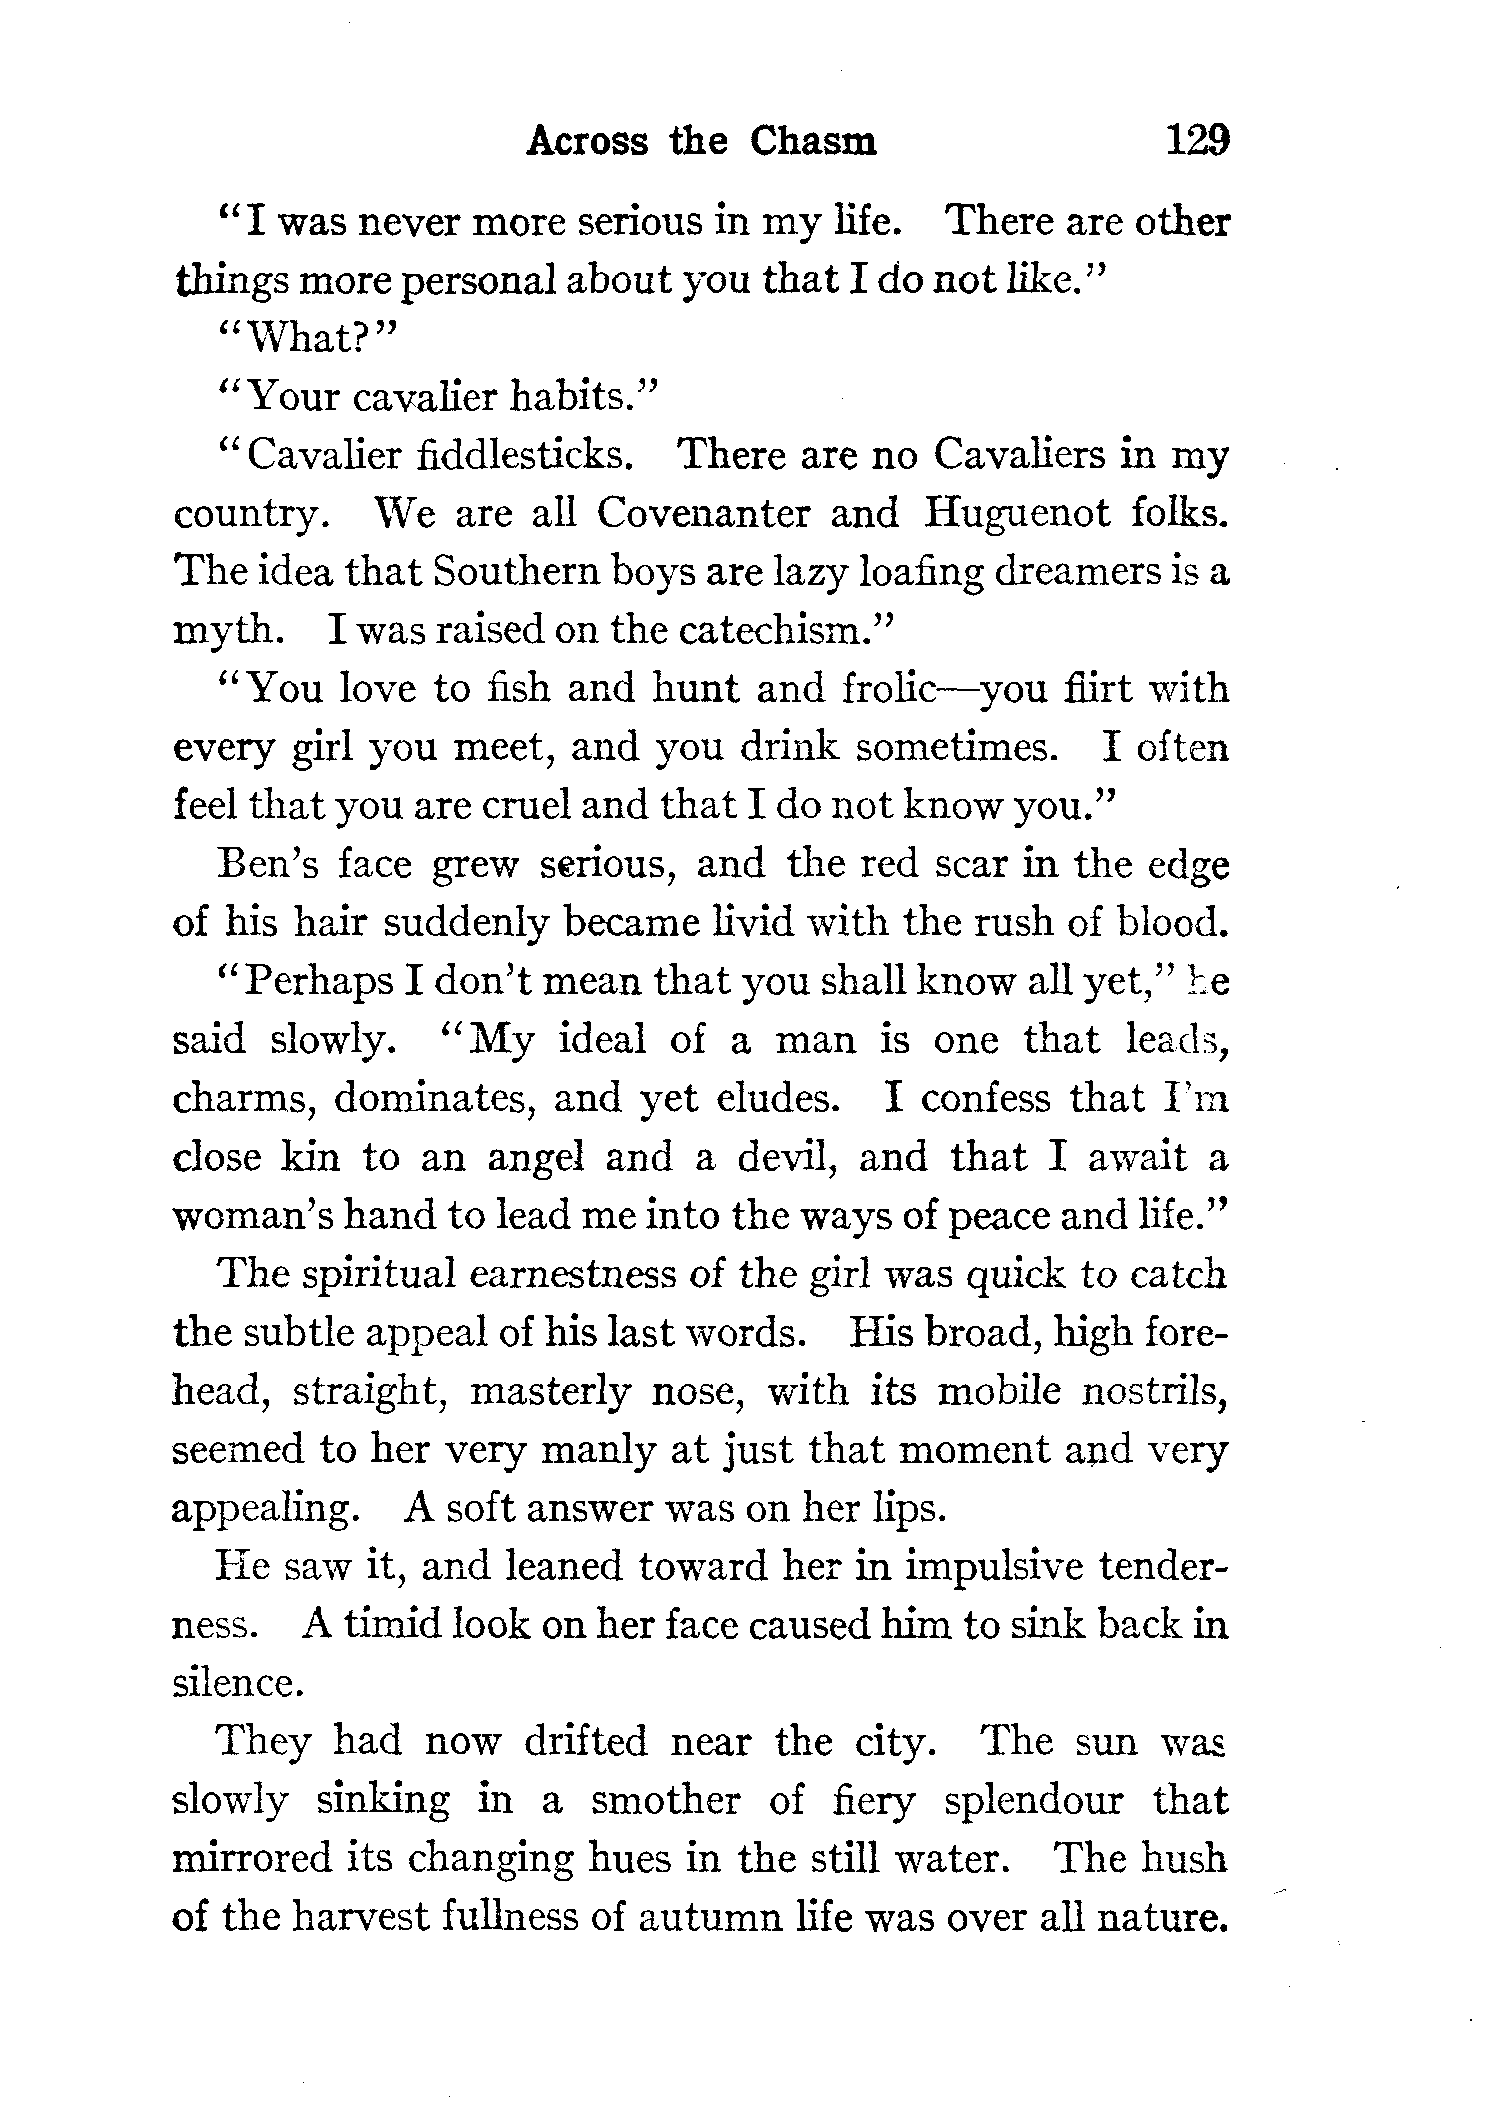 Across the Chasm 129
"I was never more serious in my life. There are other
things more personal about you that I do not like."
"What?"
"Your cavalier habits."
"Cavalier fiddlesticks. There are no Cavaliers in my
country. We are all Covenanter and Huguenot folks.
The idea that Southern boys are lazy loafing dreamers is a
myth. I was raised on the catechism."
"You love to fish and hunt and frolic—you flirt with
every girl you meet, and you drink sometimes. I often
feel that you are cruel and that I do not know you."
Ben's face grew serious, and the red scar in the edge
of his hair suddenly became livid with the rush of blood.
"Perhaps I don't mean that you shall know all yet," he
said slowly. "My ideal of a man is one that leads,
charms, dominates, and yet eludes. I confess that I'm
close kin to an angel and a devil, and that I await a
woman's hand to lead me into the ways of peace and life."
The spiritual earnestness of the girl was quick to catch
the subtle appeal of his last words. His broad, high fore-
head, straight, masterly nose, with its mobile nostrils,
seemed to her very manly at just that moment and very
appealing. A soft answer was on her lips.
He saw it, and leaned toward her in impulsive tender-
ness. A timid look on her face caused him to sink back in
silence.
They had now drifted near the city. The sun was
slowly sinking in a smother of fiery splendour that
mirrored its changing hues in the still water. The hush
of the harvest fullness of autumn life was over all nature.